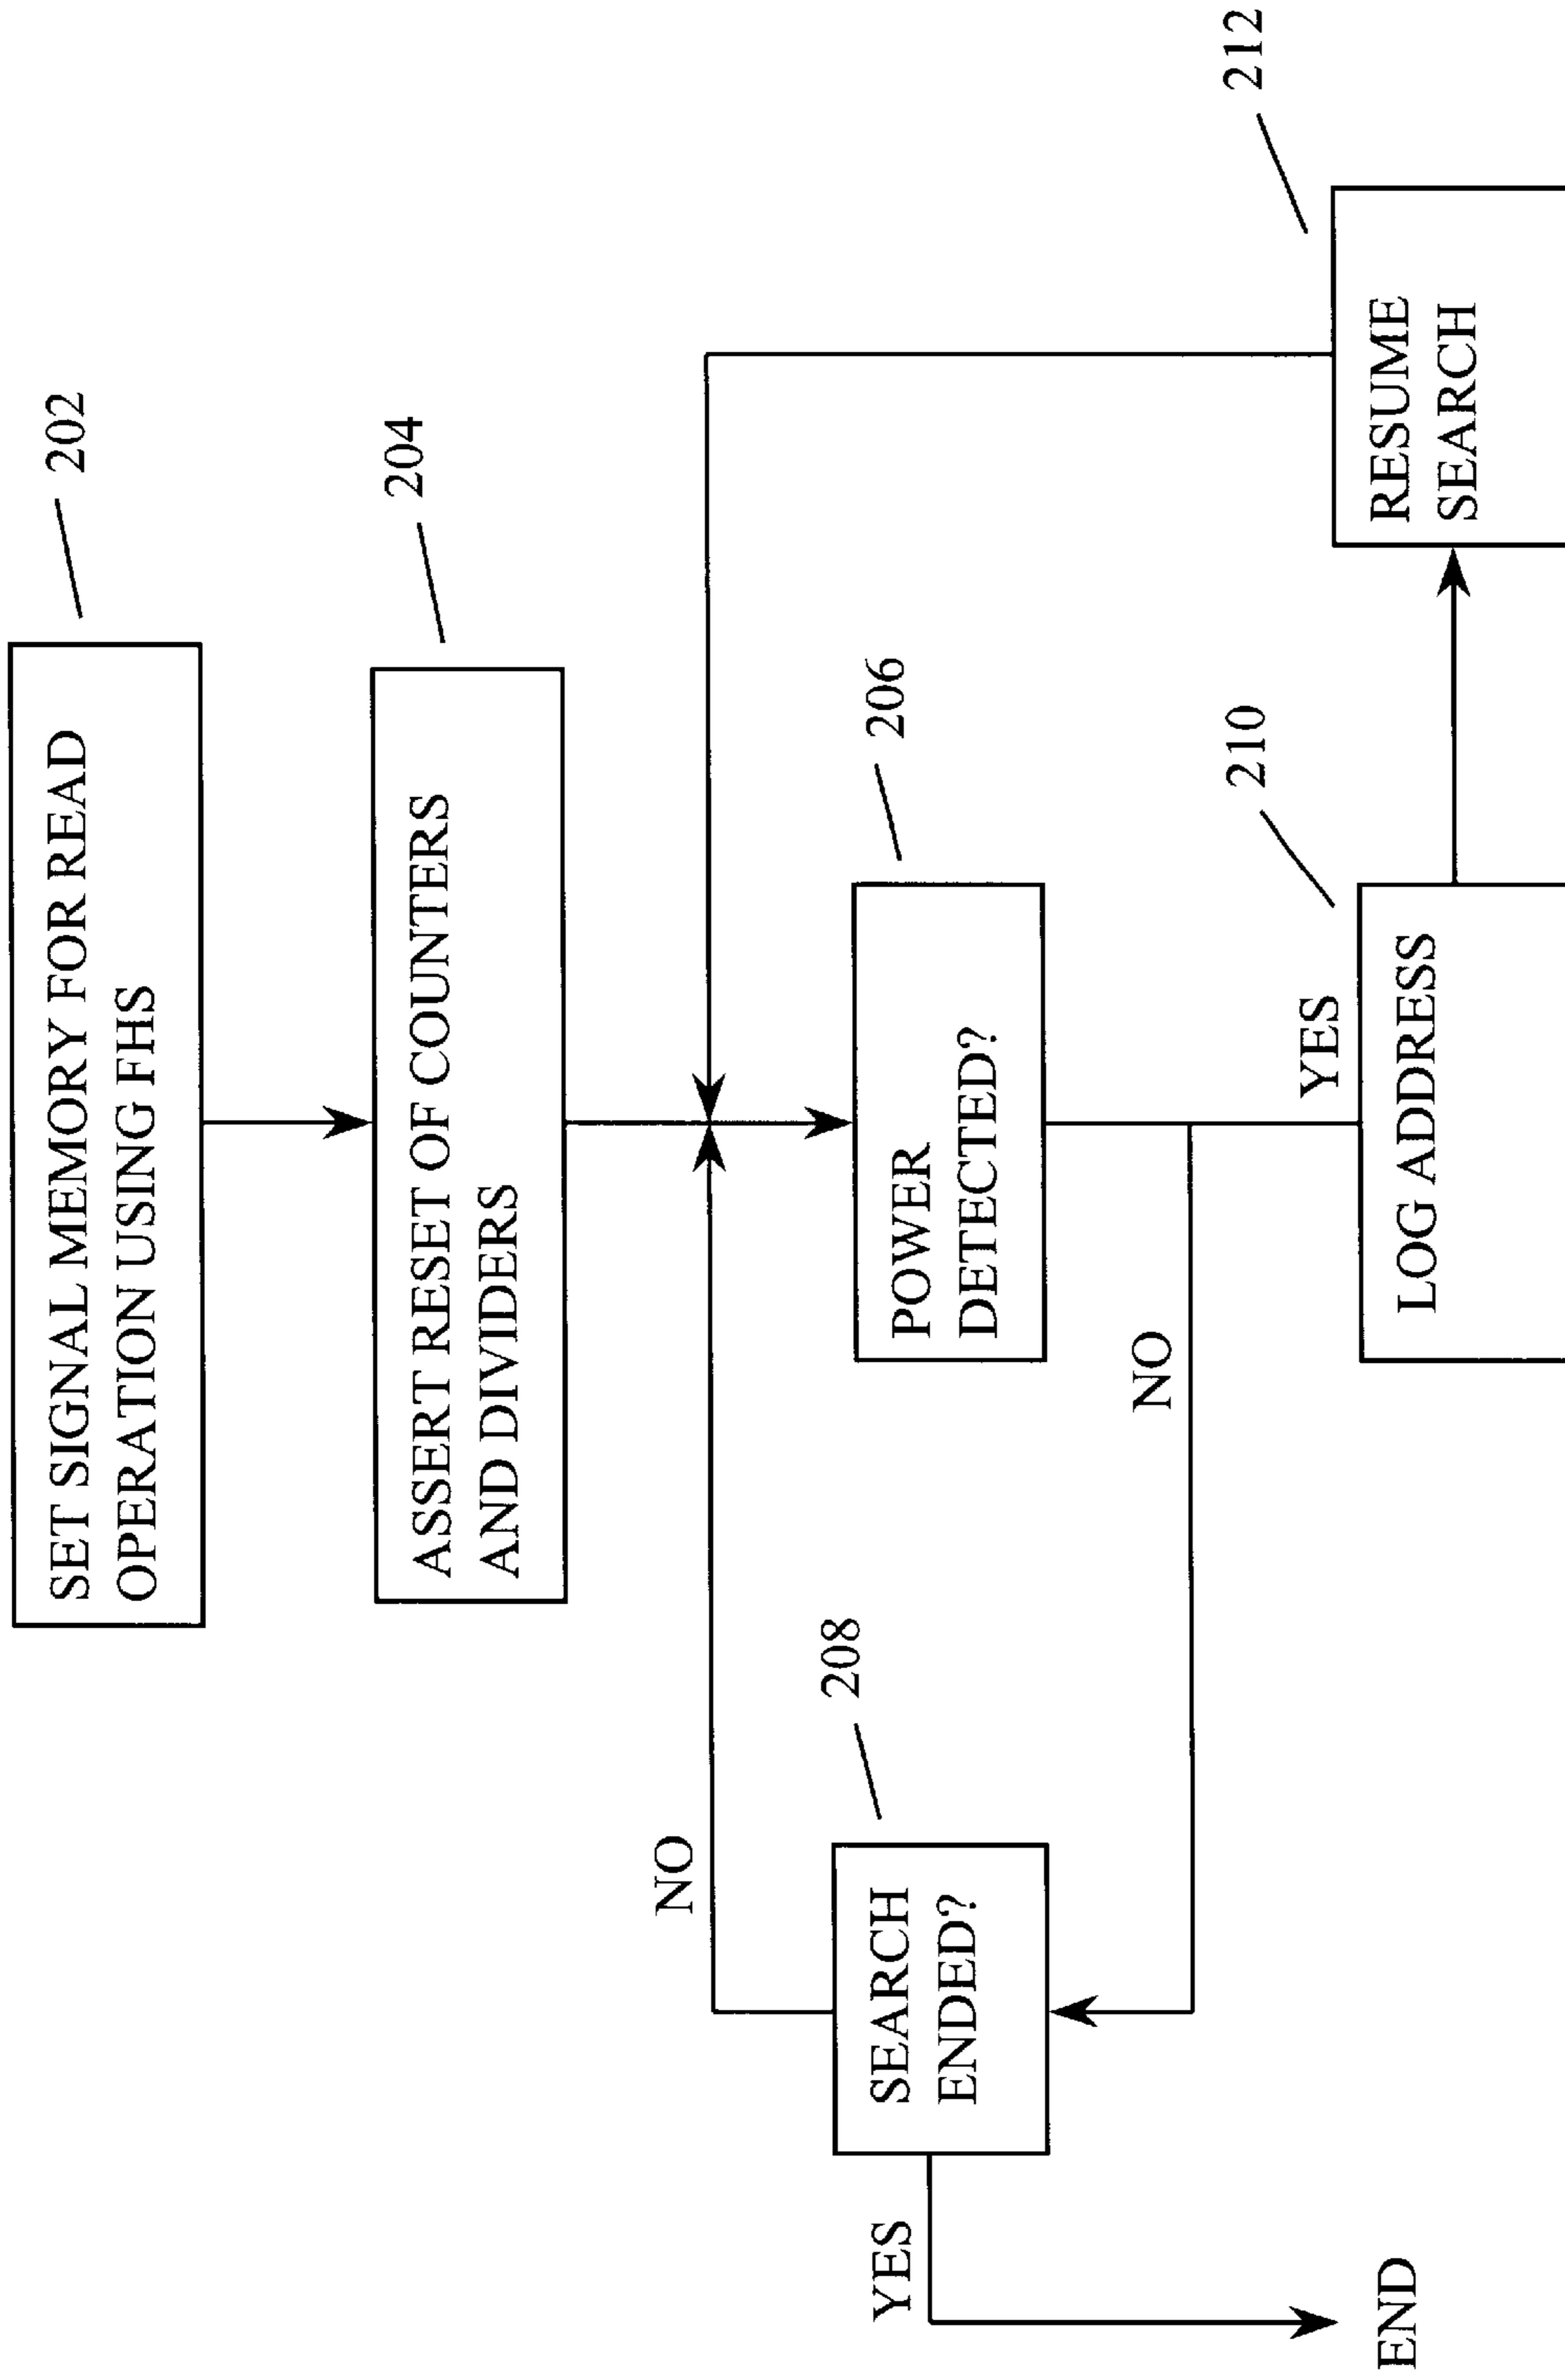 SET SIGNAL MEMORY FOR READ
OPERATION USING FHS
202
ASSERT RESET OF COUNTERS
AND DIVIDERS
204
NO
SEARCH
ENDED?
208
POWER
DETECTED?
206
YES
NO
YES
END
LOG ADDRESS
210
RESUME
SEARCH
212